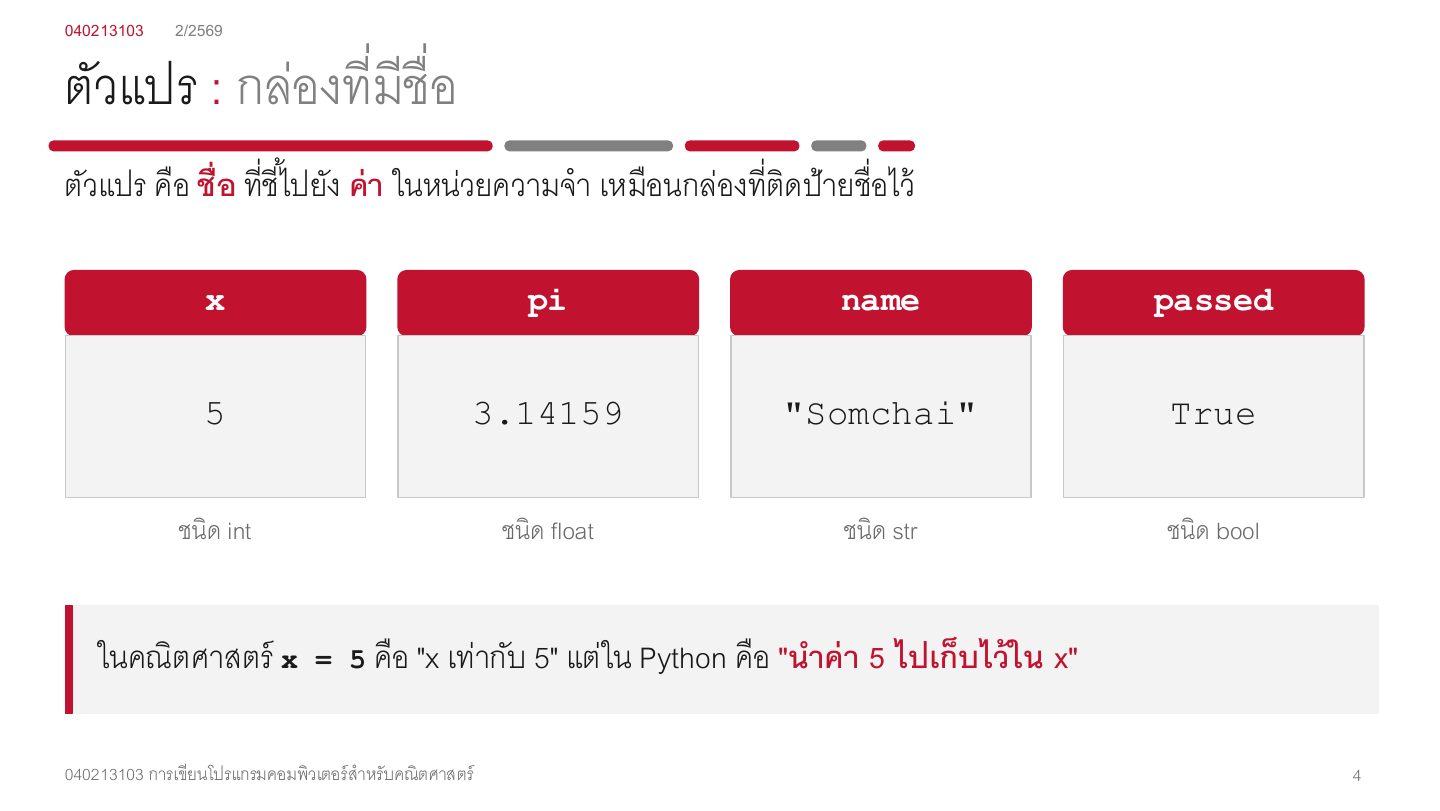 040213103 2/2569
ตัวแปร : กล่องที่มีชื่อ
ตัวแปร คือ ชื่อ ที่ชี้ไปยัง ค่า ในหน่วยความจำ เหมือนกล่องที่ติดป้ายชื่อไว้
x pi name passed
5 3.14159 "Somchai" True
ชนิด int ชนิด float ชนิด str ชนิด bool
ในคณิตศาสตร์ x = 5 คือ "x เท่ากับ 5" แต่ใน Python คือ "นำค่า 5 ไปเก็บไว้ใน x"
040213103 การเขียนโปรแกรมคอมพิวเตอร์สำหรับคณิตศาสตร์ 4